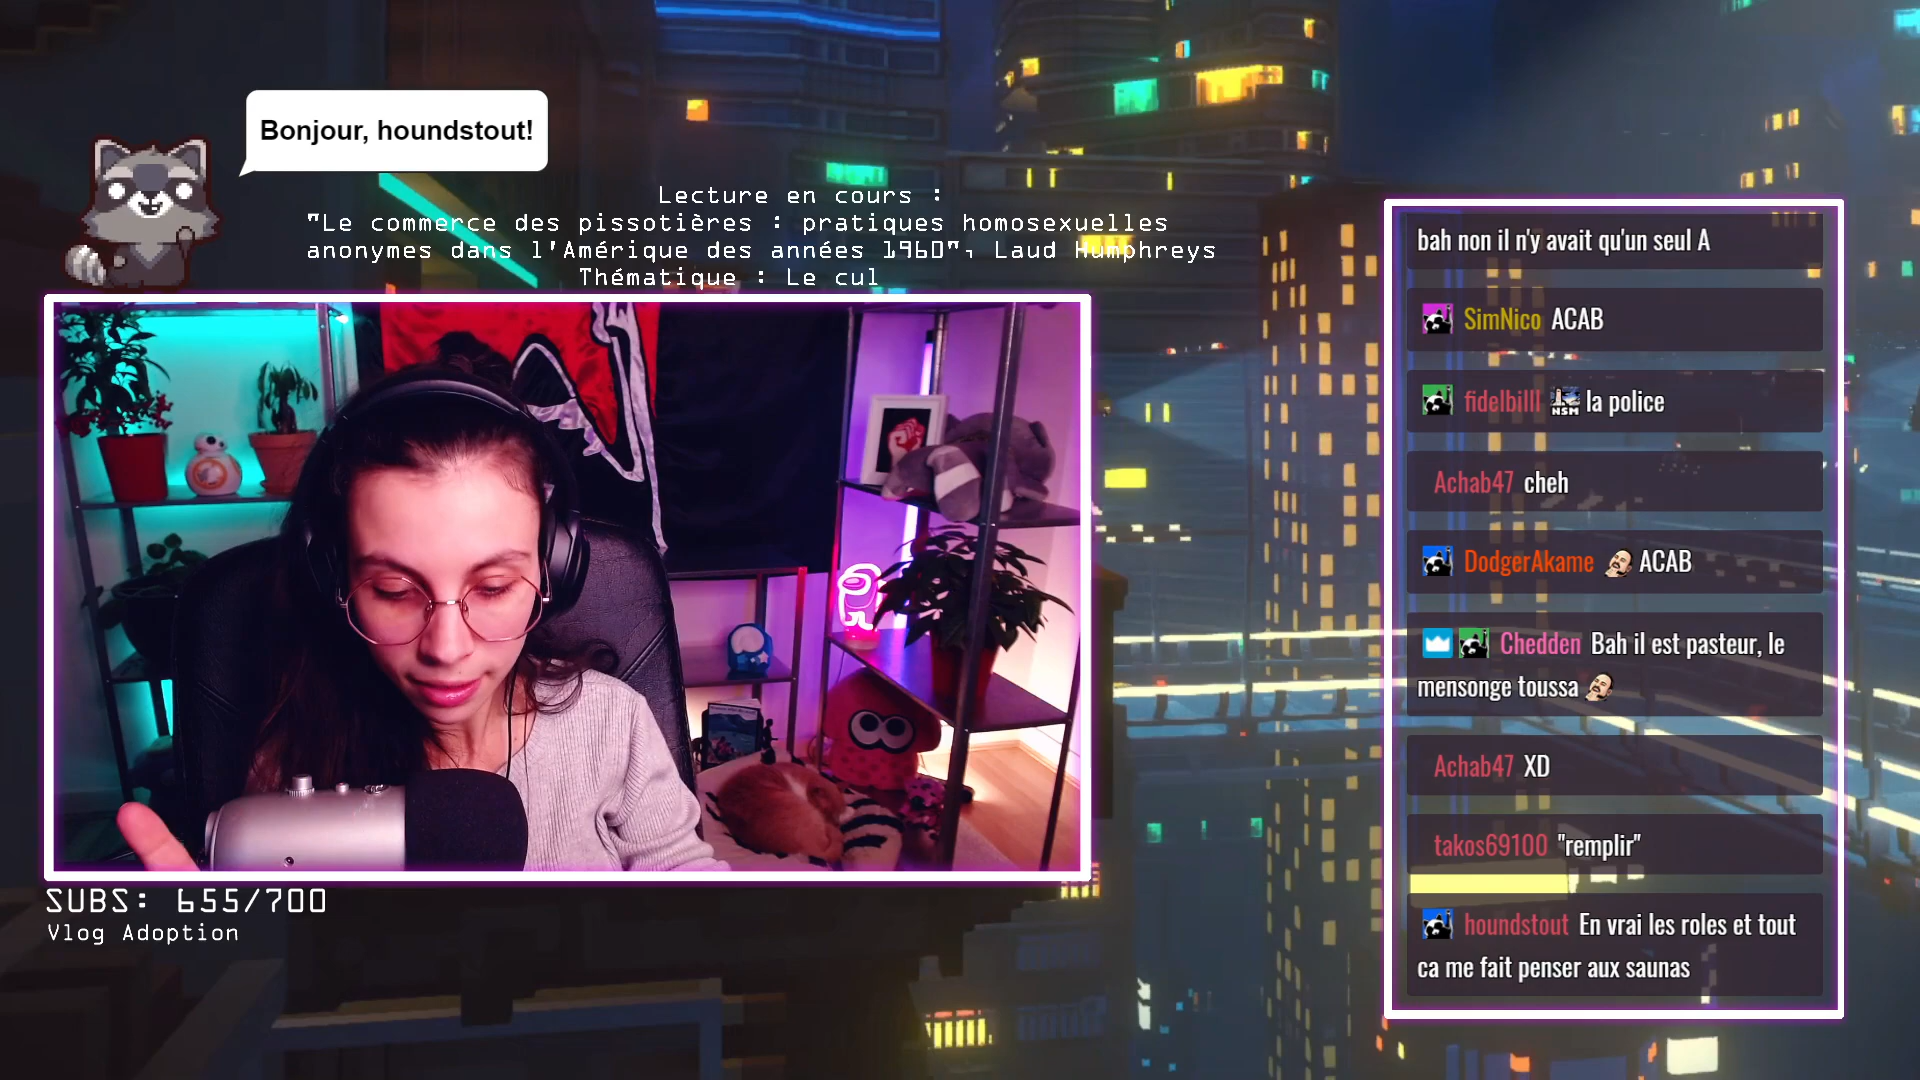 Bonjour, houndstout!
Lecture en cours :
"Le commerce des pissotières : pratiques homosexuelles
anonymes dans l'Amérique des années 1960", Laud Humphreys
Thématique : Le cul
SUBS: 655/700
Vlog Adoption
bah non il n'y avait qu'un seul A
SimNico ACAB
fidelbilll NSM la police
Achab47 cheh
DodgerAkame ACAB
Chedden Bah il est pasteur, le
mensonge toussa
Achab47 XD
takos69100 "remplir"
houndstout En vrai les roles et tout
ca me fait penser aux saunas